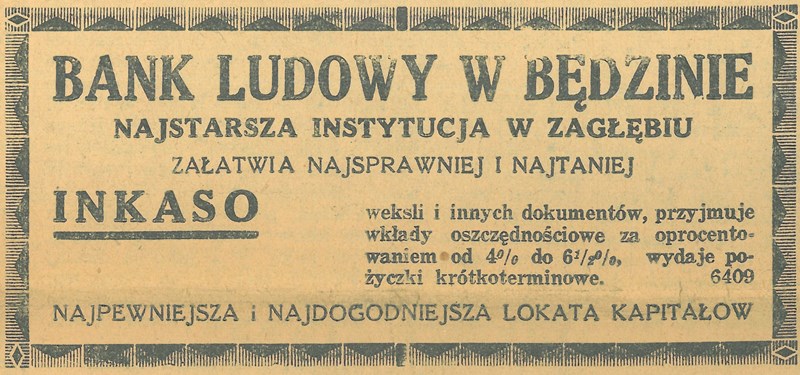 BANK LUDOWY W BĘDZINIE
NAJSTARSZA INSTYTUCJA W ZAGŁĘBIU
ZAŁATWIA NAJSPRAWNIEJ I NAJTANIEJ
INKASO
weksli i innych dokumentów, przyjmuje
wkłady oszczędnościowe za oprocento-
waniem od 4% do 6½%, wydaje po-
życzki krótkoterminowe. 6409
NAJPEWNIEJSZA i NAJDOGODNIEJSZA LOKATA KAPITAŁOW